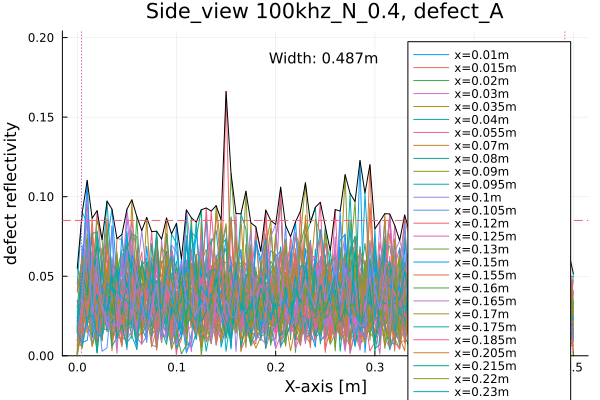 Side_view 100khz_N_0.4, defect_A
Width: 0.487m
defect reflectivity
0.20
0.15
0.10
0.05
0.00
0.0
0.1
0.2
0.3
.5
X-axis [m]
x=0.01m
x=0.015m
x=0.02m
x=0.03m
x=0.035m
x=0.04m
x=0.055m
x=0.07m
x=0.08m
x=0.09m
x=0.095m
x=0.1m
x=0.105m
x=0.12m
x=0.125m
x=0.13m
x=0.15m
x=0.155m
x=0.16m
x=0.165m
x=0.17m
x=0.175m
x=0.185m
x=0.205m
x=0.215m
x=0.22m
x=0.23m